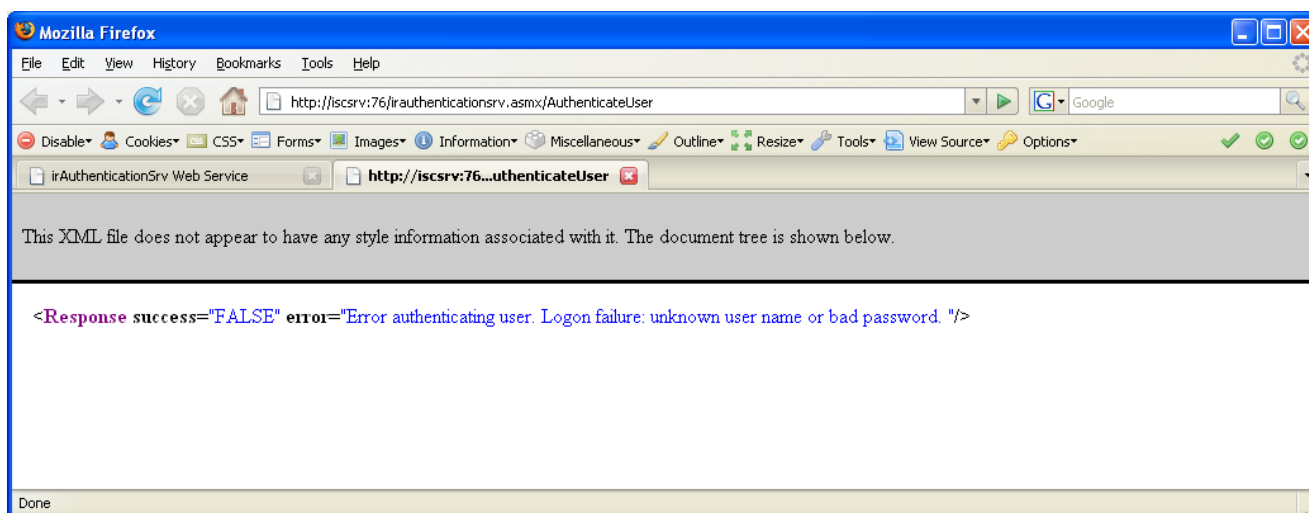 Mozilla Firefox
File Edit View History Bookmarks Tools Help
http://iscsrv:76/irauthenticationsrv.asmx/AuthenticateUser G Google
Disable Cookies CSS Forms Images Information Miscellaneous Outline Resize Tools View Source Options
irAuthenticationSrv Web Service http://iscsrv:76...uthenticateUser
This XML file does not appear to have any style information associated with it. The document tree is shown below.
<Response success="FALSE" error="Error authenticating user. Logon failure: unknown user name or bad password. "/>
Done